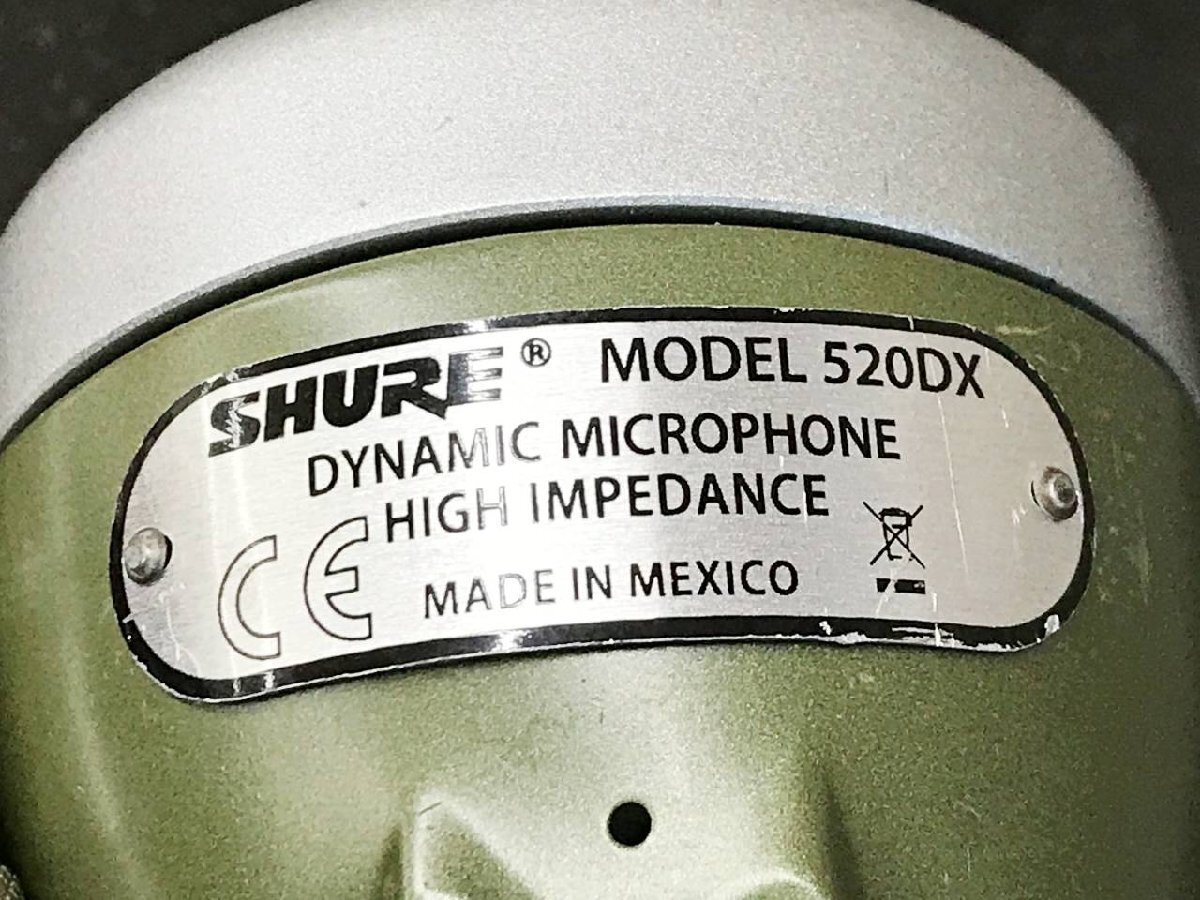 SHURE® MODEL 520DX
DYNAMIC MICROPHONE
HIGH IMPEDANCE
CE MADE IN MEXICO